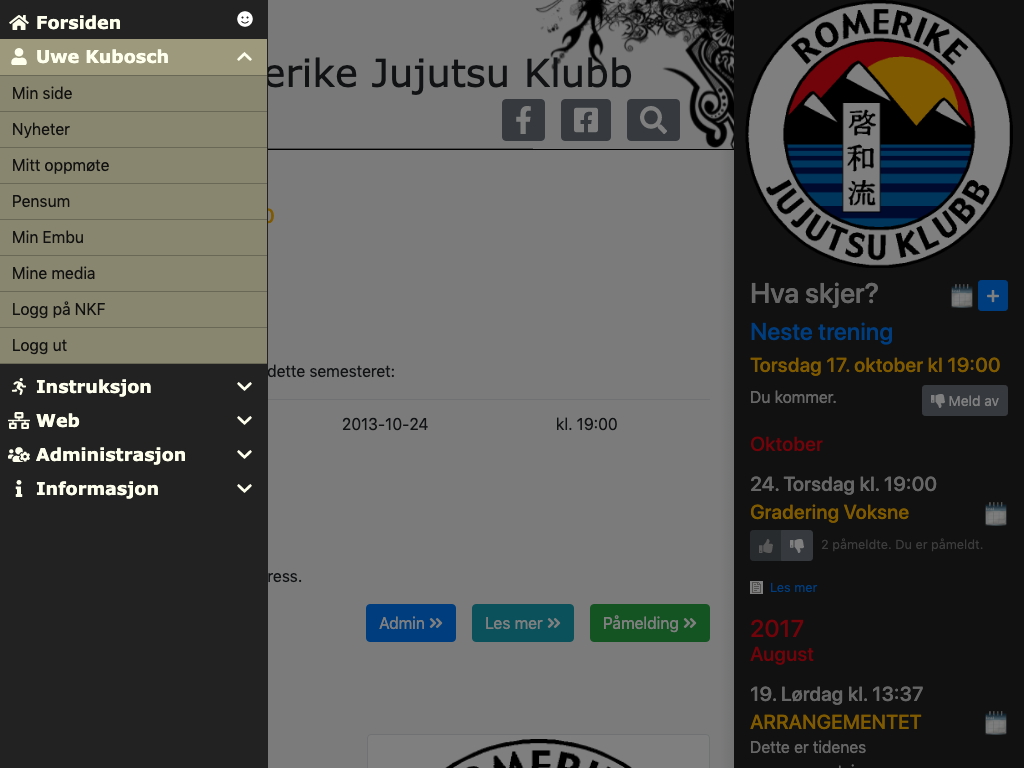 Forsiden
Uwe Kubosch
Min side
Nyheter
Mitt oppmøte
Pensum
Min Embu
Mine media
Logg på NKF
Logg ut
Instruksjon
Web
Administrasjon
Informasjon
erike Jujutsu Klubb
dette semesteret:
2013-10-24 kl. 19:00
ress.
Admin
Les mer
Påmelding
ROMERIKE
ROMERIKE
啓和流
JUJUTSU KLUBB
Hva skjer?
Neste trening
Torsdag 17. oktober kl 19:00
Du kommer.
Meld av
Oktober
24. Torsdag kl. 19:00
Gradering Voksne
2 påmeldte. Du er påmeldt.
Les mer
2017
August
19. Lørdag kl. 13:37
ARRANGEMENTET
Dette er tidenes